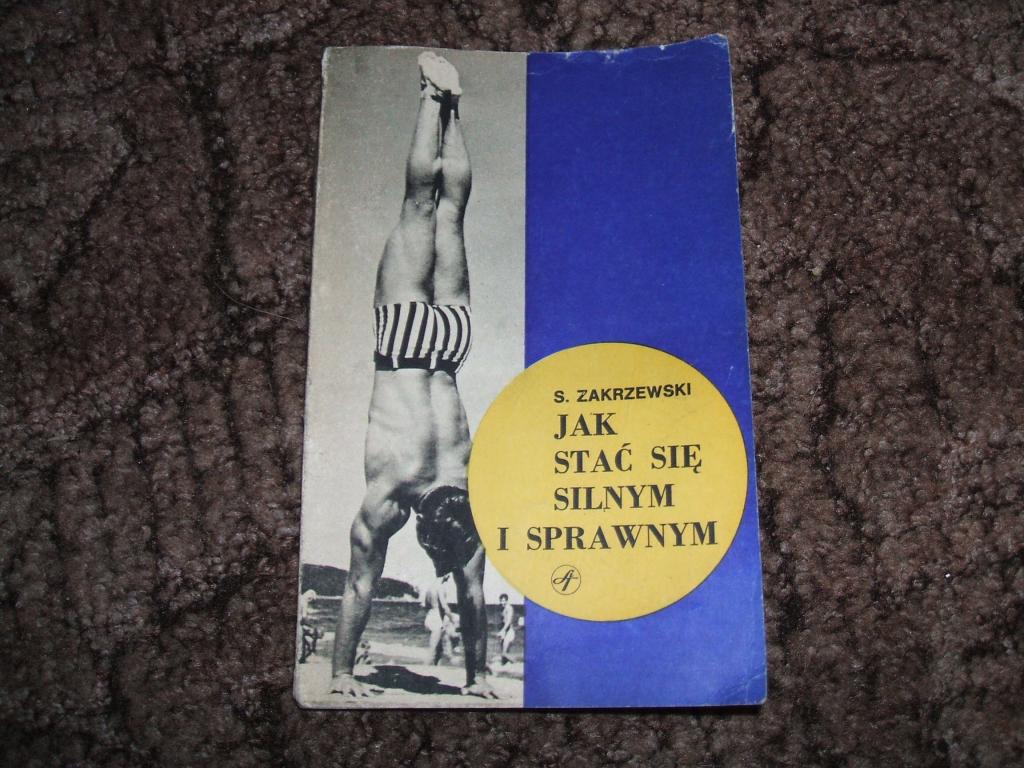 S. ZAKRZEWSKI
JAK
STAĆ SIĘ
SILNYM
I SPRAWNYM